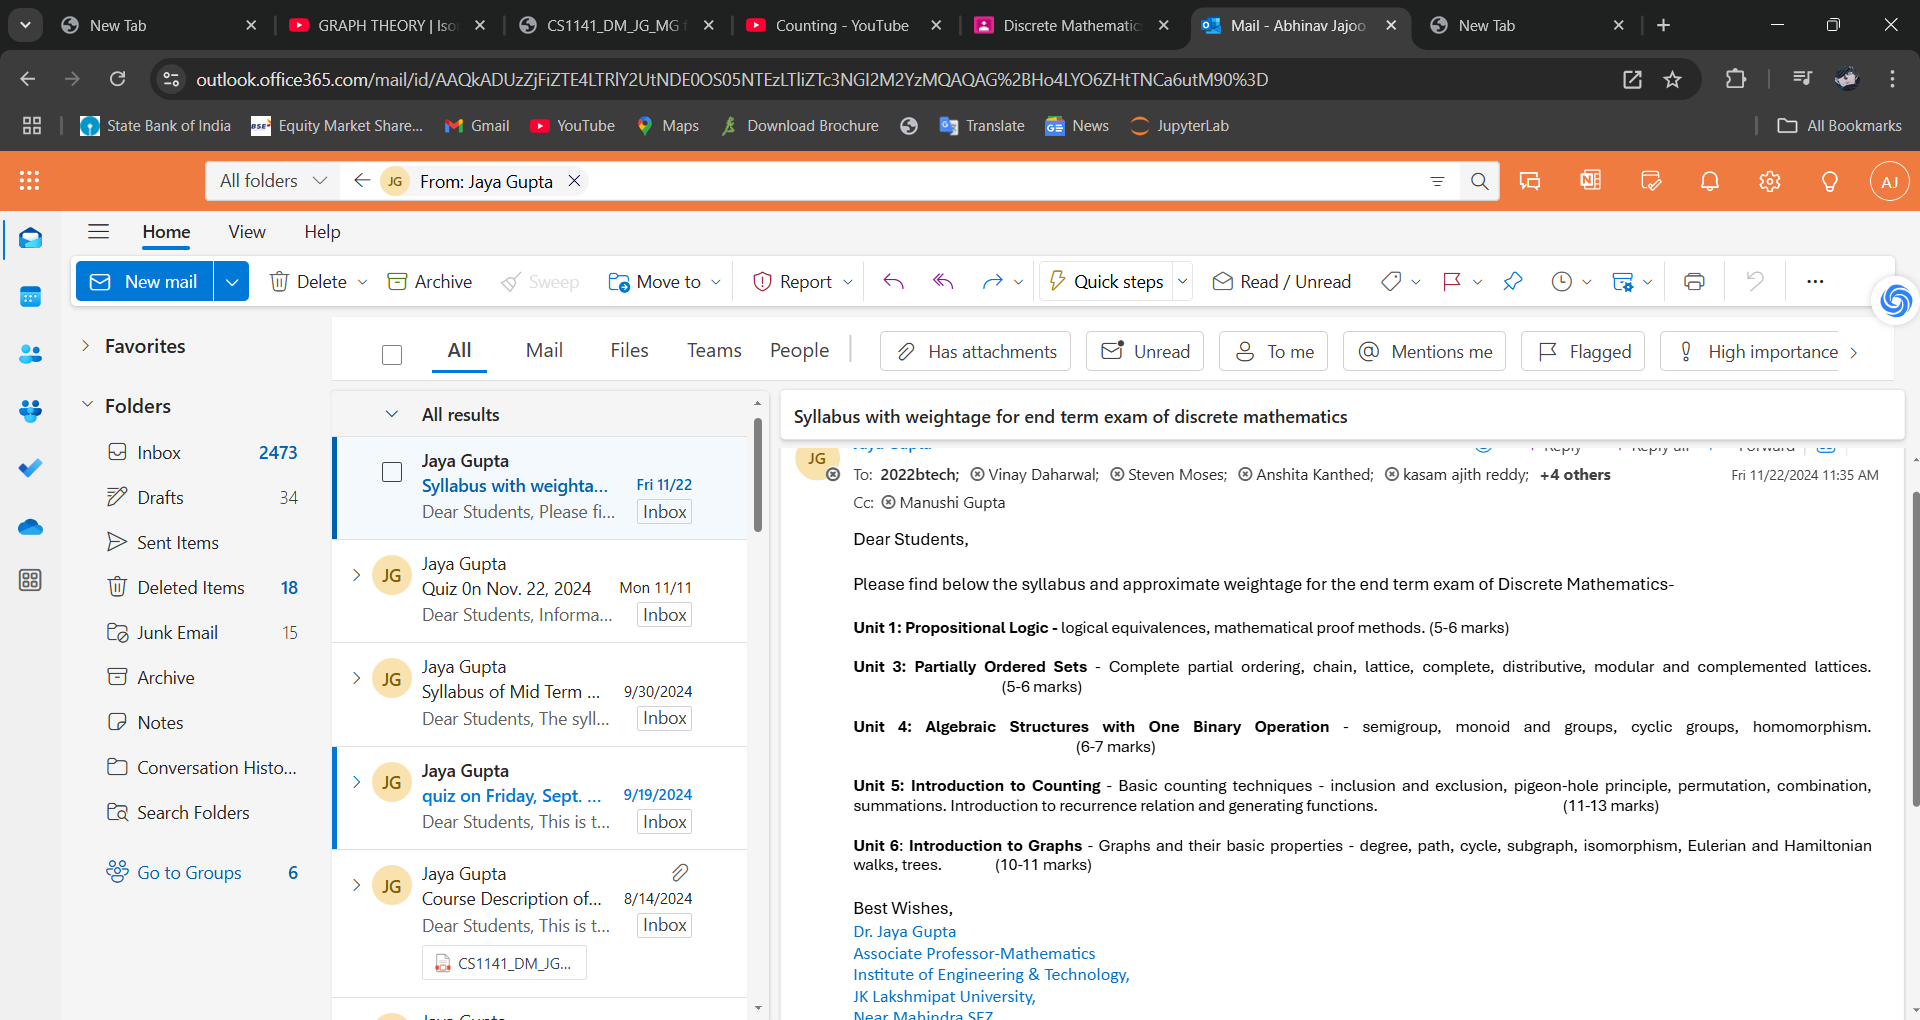 New Tab
GRAPH THEORY | Iso
CS1141_DM_JG_MG
Counting - YouTube
Discrete Mathematic
Mail - Abhinav Jajoo
New Tab
outlook.office365.com/mail/id/AAQkADUzZjFiZTE4LTRlY2UtNDE0OS05NTEzLTliZTc3NGI2M2YzMQAQAG%2BHo4LYO6ZHtTNCa6utM90%3D
State Bank of India
BSE
Equity Market Share...
Gmail
YouTube
Maps
Download Brochure
Translate
News
JupyterLab
All Bookmarks
All folders
JG
From: Jaya Gupta
AJ
Home
View
Help
New mail
Delete
Archive
Sweep
Move to
Report
Quick steps
Read / Unread
Favorites
Folders
Inbox 2473
Drafts 34
Sent Items
Deleted Items 18
Junk Email 15
Archive
Notes
Conversation Histo...
Search Folders
Go to Groups 6
All
Mail
Files
Teams
People
Has attachments
Unread
To me
Mentions me
Flagged
High importance
All results
Jaya Gupta
Syllabus with weighta... Fri 11/22
Dear Students, Please fi... Inbox
JG
Jaya Gupta
Quiz 0n Nov. 22, 2024 Mon 11/11
Dear Students, Informa... Inbox
JG
Jaya Gupta
Syllabus of Mid Term ... 9/30/2024
Dear Students, The syll... Inbox
JG
Jaya Gupta
quiz on Friday, Sept. ... 9/19/2024
Dear Students, This is t... Inbox
JG
Jaya Gupta
Course Description of... 8/14/2024
Dear Students, This is t... Inbox
CS1141_DM_JG...
Jaya Gupta
Syllabus with weightage for end term exam of discrete mathematics
JG
Jaya Gupta
Reply
Reply all
Forward
To: 2022btech; Vinay Daharwal; Steven Moses; Anshita Kanthed; kasam ajith reddy; +4 others
Fri 11/22/2024 11:35 AM
Cc: Manushi Gupta
Dear Students,
Please find below the syllabus and approximate weightage for the end term exam of Discrete Mathematics-
Unit 1: Propositional Logic - logical equivalences, mathematical proof methods. (5-6 marks)
Unit 3: Partially Ordered Sets - Complete partial ordering, chain, lattice, complete, distributive, modular and complemented lattices.
(5-6 marks)
Unit 4: Algebraic Structures with One Binary Operation - semigroup, monoid and groups, cyclic groups, homomorphism.
(6-7 marks)
Unit 5: Introduction to Counting - Basic counting techniques - inclusion and exclusion, pigeon-hole principle, permutation, combination,
summations. Introduction to recurrence relation and generating functions. (11-13 marks)
Unit 6: Introduction to Graphs - Graphs and their basic properties - degree, path, cycle, subgraph, isomorphism, Eulerian and Hamiltonian
walks, trees. (10-11 marks)
Best Wishes,
Dr. Jaya Gupta
Associate Professor-Mathematics
Institute of Engineering & Technology,
JK Lakshmipat University,
Near Mahindra SEZ